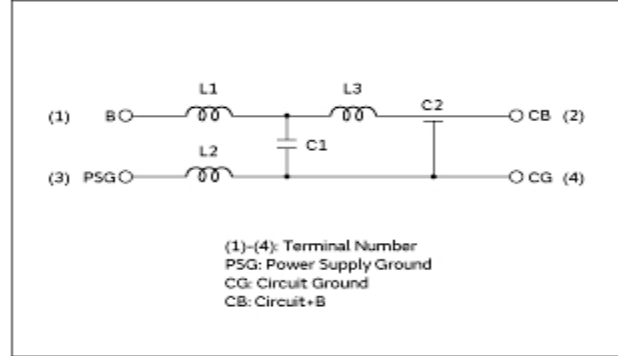 L1
L3
C2
(1) B
CB (2)
C1
L2
(3) PSG
CG (4)
(1)-(4): Terminal Number
PSG: Power Supply Ground
CG: Circuit Ground
CB: Circuit+B